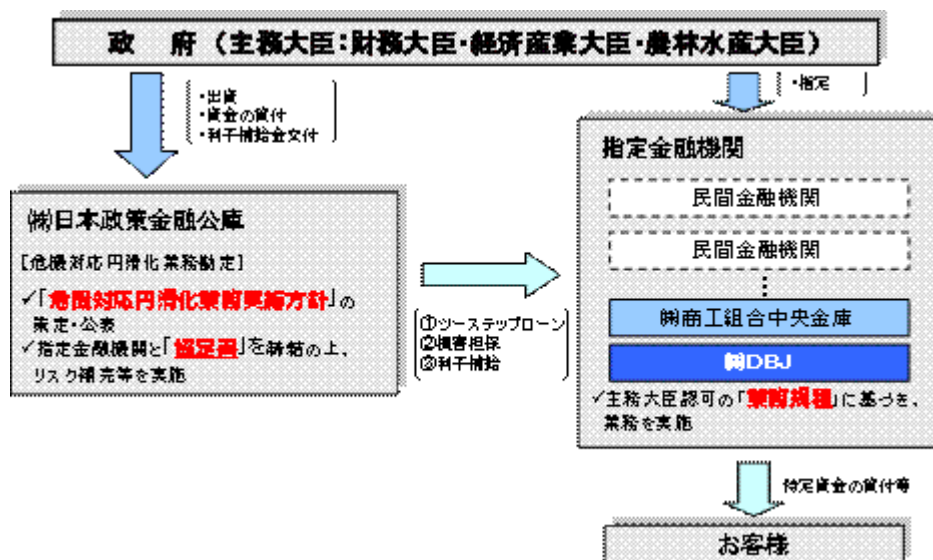 政　府（主務大臣：財務大臣・経済産業大臣・農林水産大臣）
・出資
・資金の貸付
・利子補給金交付
・指定
㈱日本政策金融公庫
［危機対応円滑化業務勘定］
✓「危機対応円滑化業務実施方針」の
策定・公表
✓指定金融機関と「協定書」を締結の上、
リスク補完等を実施
①ツーステップローン
②損害担保
③利子補給
指定金融機関
民間金融機関
民間金融機関
㈱商工組合中央金庫
㈱DBJ
✓主務大臣認可の「業務規程」に基づき、
業務を実施
特定資金の貸付等
お客様